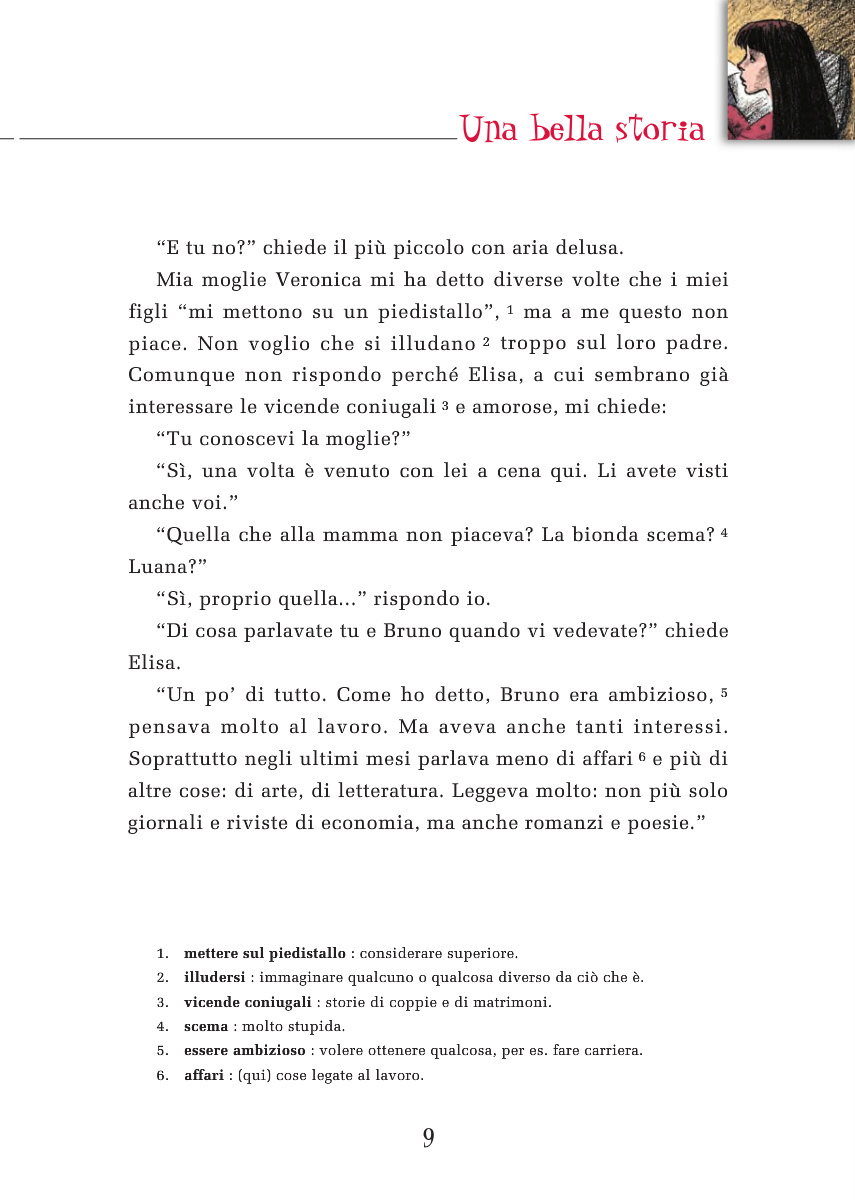 Una bella storia
“E tu no?” chiede il più piccolo con aria delusa.
Mia moglie Veronica mi ha detto diverse volte che i miei
figli “mi mettono su un piedistallo”, 1 ma a me questo non
piace. Non voglio che si illudano 2 troppo sul loro padre.
Comunque non rispondo perché Elisa, a cui sembrano già
interessare le vicende coniugali 3 e amorose, mi chiede:
“Tu conoscevi la moglie?”
“Sì, una volta è venuto con lei a cena qui. Li avete visti
anche voi.”
“Quella che alla mamma non piaceva? La bionda scema? 4
Luana?”
“Sì, proprio quella...” rispondo io.
“Di cosa parlavate tu e Bruno quando vi vedevate?” chiede
Elisa.
“Un po’ di tutto. Come ho detto, Bruno era ambizioso, 5
pensava molto al lavoro. Ma aveva anche tanti interessi.
Soprattutto negli ultimi mesi parlava meno di affari 6 e più di
altre cose: di arte, di letteratura. Leggeva molto: non più solo
giornali e riviste di economia, ma anche romanzi e poesie.”
1. mettere sul piedistallo : considerare superiore.
2. illudersi : immaginare qualcuno o qualcosa diverso da ciò che è.
3. vicende coniugali : storie di coppie e di matrimoni.
4. scema : molto stupida.
5. essere ambizioso : volere ottenere qualcosa, per es. fare carriera.
6. affari : (qui) cose legate al lavoro.
9